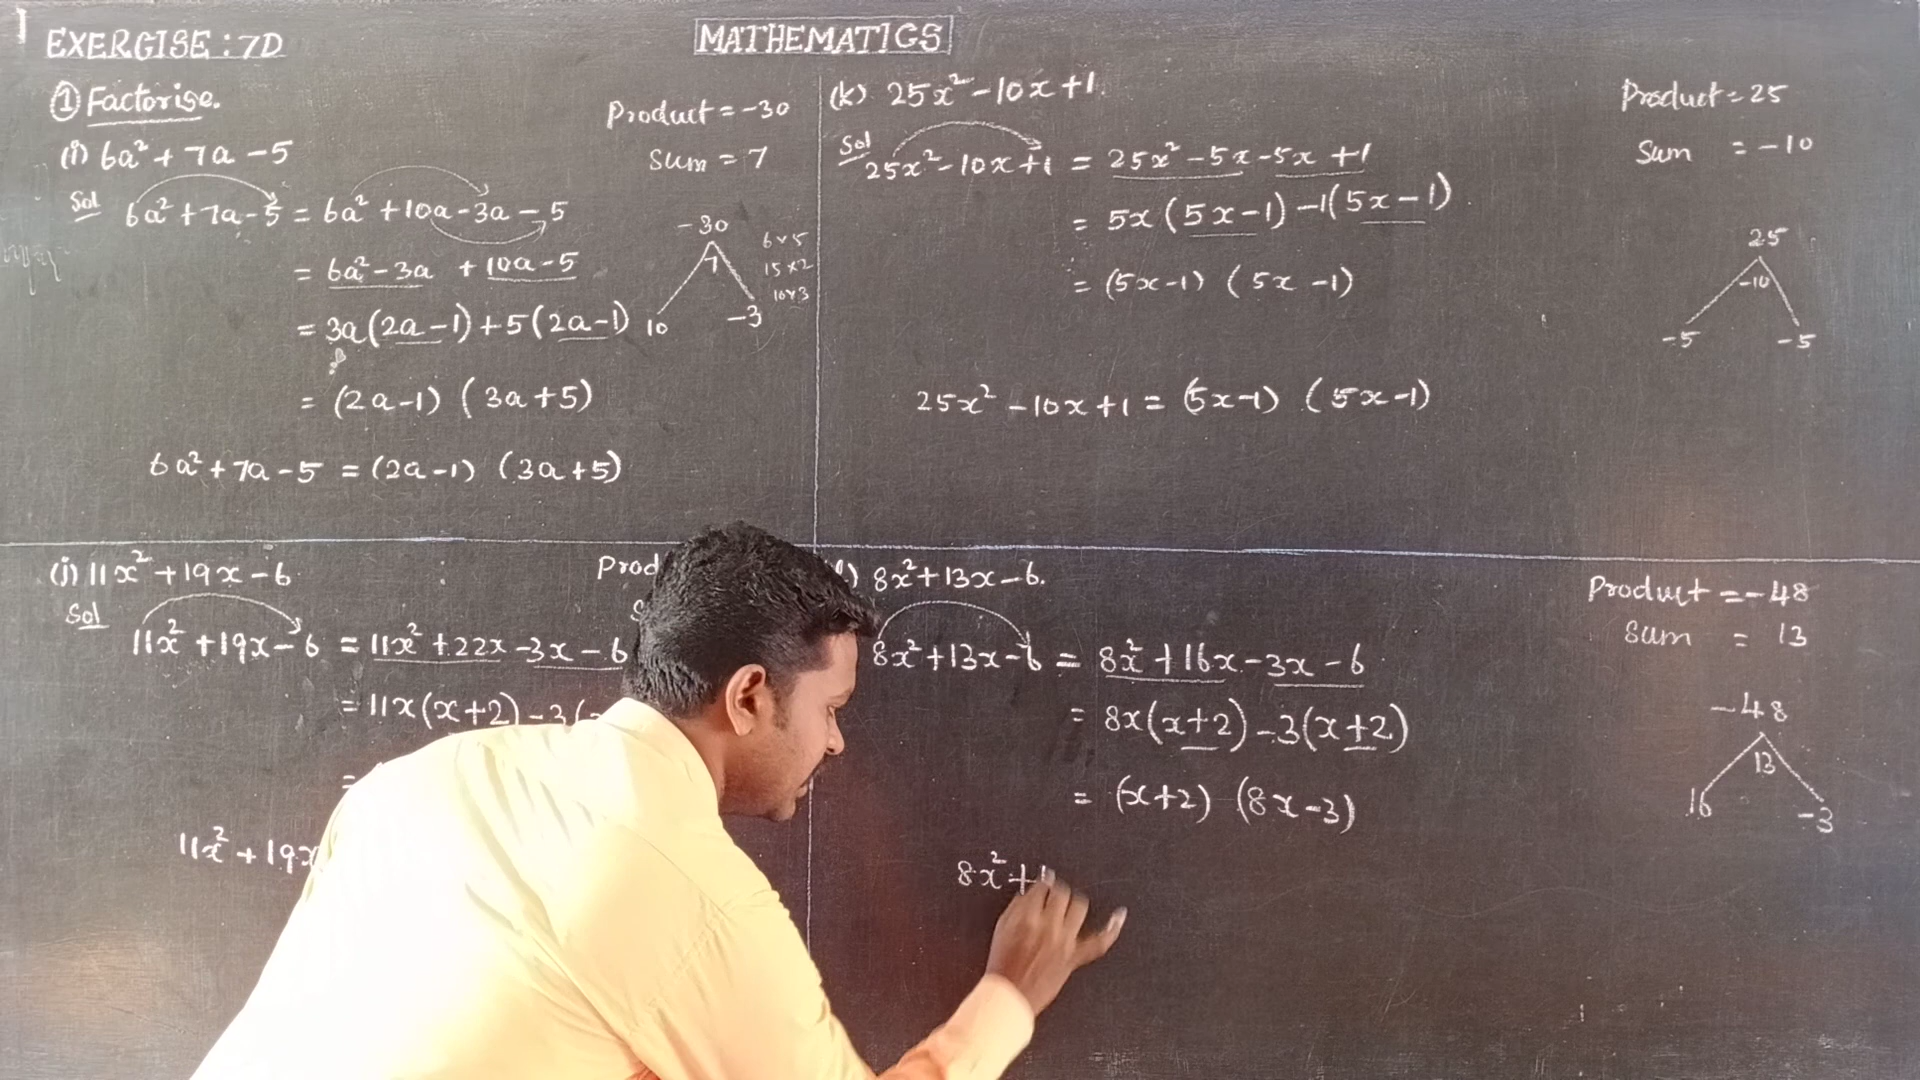 EXERCISE : 7D
MATHEMATICS
① Factorise.
(i) 6a² + 7a - 5
Product = -30
Sum = 7
Sol
6a² + 7a - 5 = 6a² + 10a - 3a - 5
= 6a² - 3a + 10a - 5
= 3a(2a - 1) + 5(2a - 1)
= (2a - 1) (3a + 5)
6a² + 7a - 5 = (2a - 1) (3a + 5)
-30
7
10 -3
6 x 5
15 x 2
10 x 3
(k) 25x² - 10x + 1
Product = 25
Sum = -10
Sol
25x² - 10x + 1 = 25x² - 5x - 5x + 1
= 5x(5x - 1) - 1(5x - 1)
= (5x - 1) (5x - 1)
25x² - 10x + 1 = (5x - 1) (5x - 1)
25
-10
-5 -5
(j) 11x² + 19x - 6
Prod
Sol
11x² + 19x - 6 = 11x² + 22x - 3x - 6
= 11x(x + 2) - 3(
=
11x² + 19x
8x² + 13x - 6.
Product = -48
Sum = 13
8x² + 13x - 6 = 8x² + 16x - 3x - 6
= 8x(x + 2) - 3(x + 2)
= (x + 2) (8x - 3)
8x² + 1
-48
13
16 -3